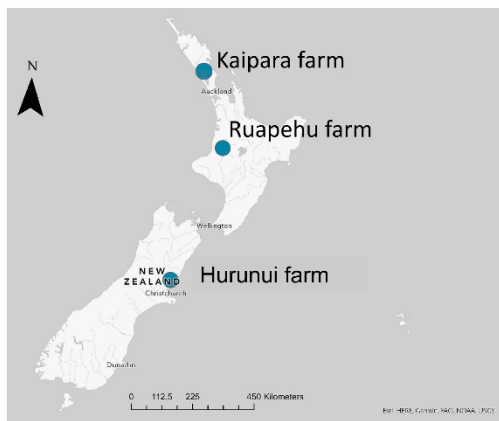 N
Kaipara farm
Auckland
Ruapehu farm
Wellington
NEW
ZEALAND
Hurunui farm
Christchurch
Dunedin
0 112.5 225 450 Kilometers
Esri, HERE, Garmin, FAO, NOAA, USGS